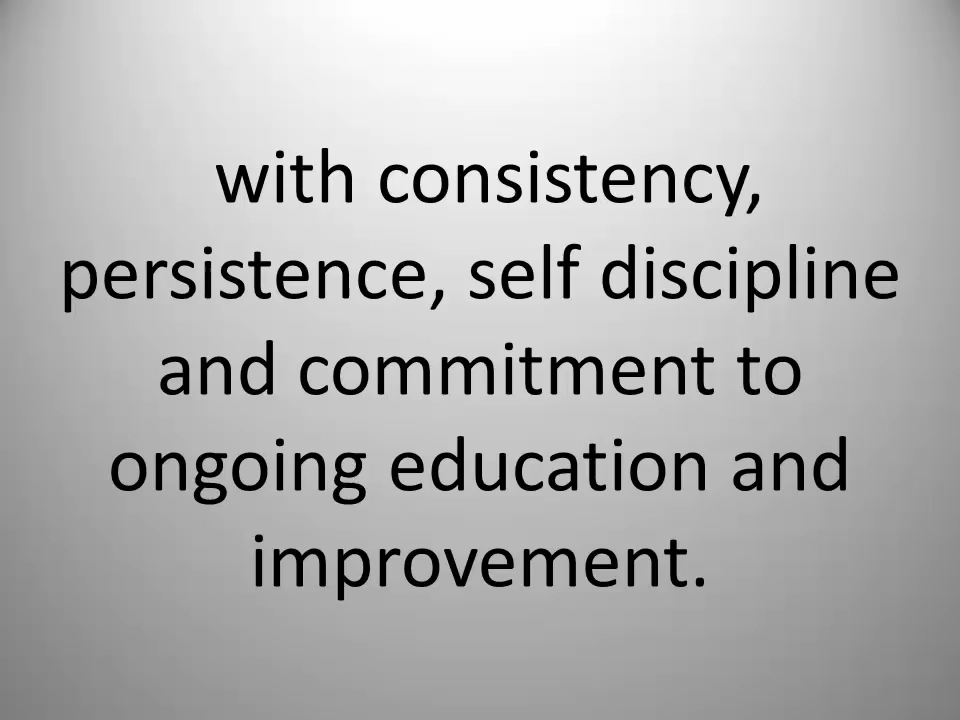 with consistency,
persistence, self discipline
and commitment to
ongoing education and
improvement.